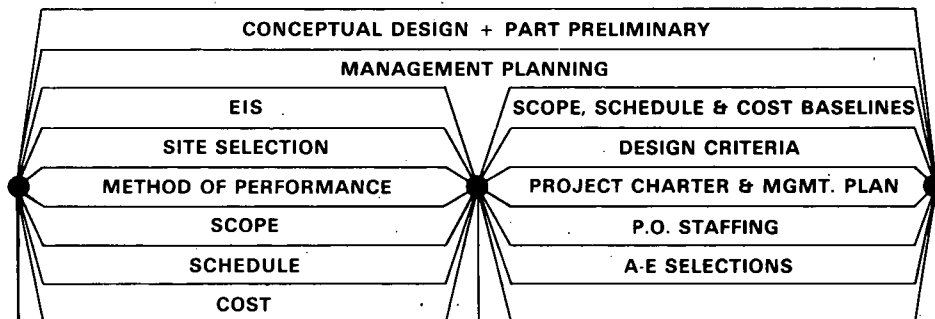 CONCEPTUAL DESIGN + PART PRELIMINARY
MANAGEMENT PLANNING
EIS
SCOPE, SCHEDULE & COST BASELINES
SITE SELECTION
DESIGN CRITERIA
METHOD OF PERFORMANCE
PROJECT CHARTER & MGMT. PLAN
SCOPE
P.O. STAFFING
SCHEDULE
A-E SELECTIONS
COST